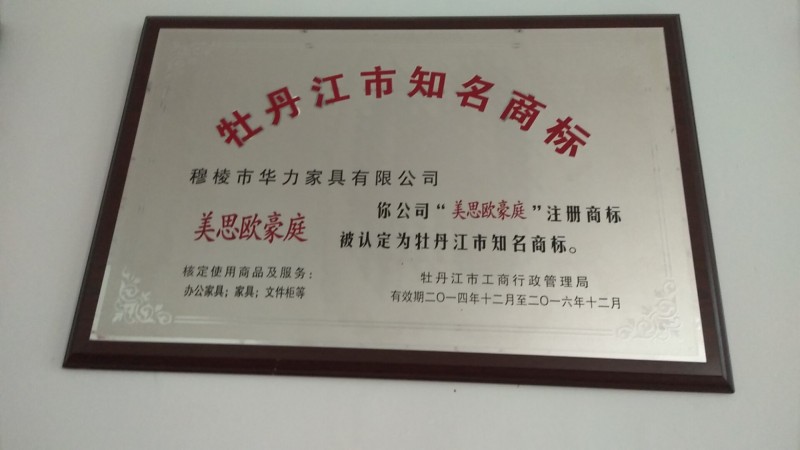 牡丹江市知名商标
穆棱市华力家具有限公司
美思欧豪庭
你公司“美思欧豪庭”注册商标
被认定为牡丹江市知名商标。
核定使用商品及服务：
办公家具；家具；文件柜等
牡丹江市工商行政管理局
有效期二〇一四年十二月至二〇一六年十二月